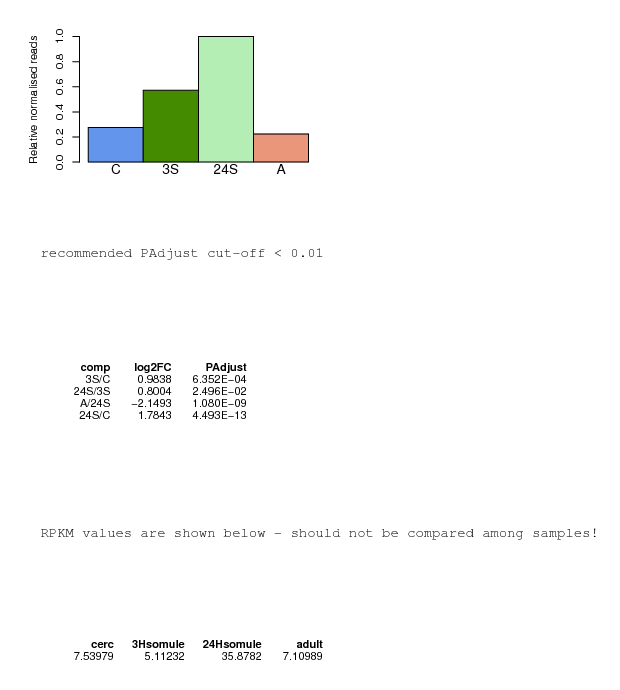 Relative normalised reads
1.0
0.8
0.6
0.4
0.2
0.0
C 3S 24S A
recommended PAdjust cut-off < 0.01
comp log2FC PAdjust
3S/C 0.9838 6.352E-04
24S/3S 0.8004 2.496E-02
A/24S -2.1493 1.080E-09
24S/C 1.7843 4.493E-13
RPKM values are shown below - should not be compared among samples!
cerc 3Hsomule 24Hsomule adult
7.53979 5.11232 35.8782 7.10989